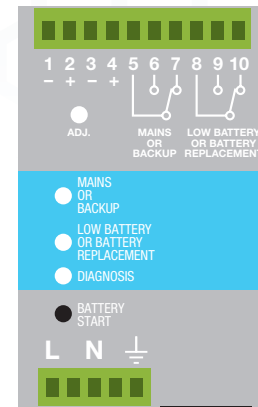 1 2 3 4 5 6 7 8 9 10
- + - +
ADJ.
MAINS
OR
BACKUP
LOW BATTERY
OR BATTERY
REPLACEMENT
MAINS
OR
BACKUP
LOW BATTERY
OR BATTERY
REPLACEMENT
DIAGNOSIS
BATTERY
START
L N